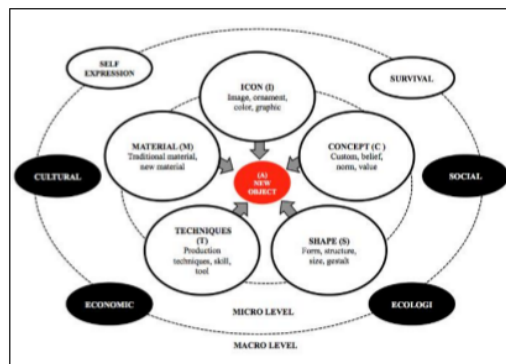 SELF
EXPRESSION
SURVIVAL
ICON (I)
Image, ornament,
color, graphic
MATERIAL (M)
Traditional material,
new material
CONCEPT (C )
Custom, belief,
norm, value
(A)
NEW
OBJECT
CULTURAL
SOCIAL
TECHNIQUES
(T)
Production
techniques, skill,
tool
SHAPE (S)
Form, structure,
size, gestalt
ECONOMIC
ECOLOGI
MICRO LEVEL
MACRO LEVEL